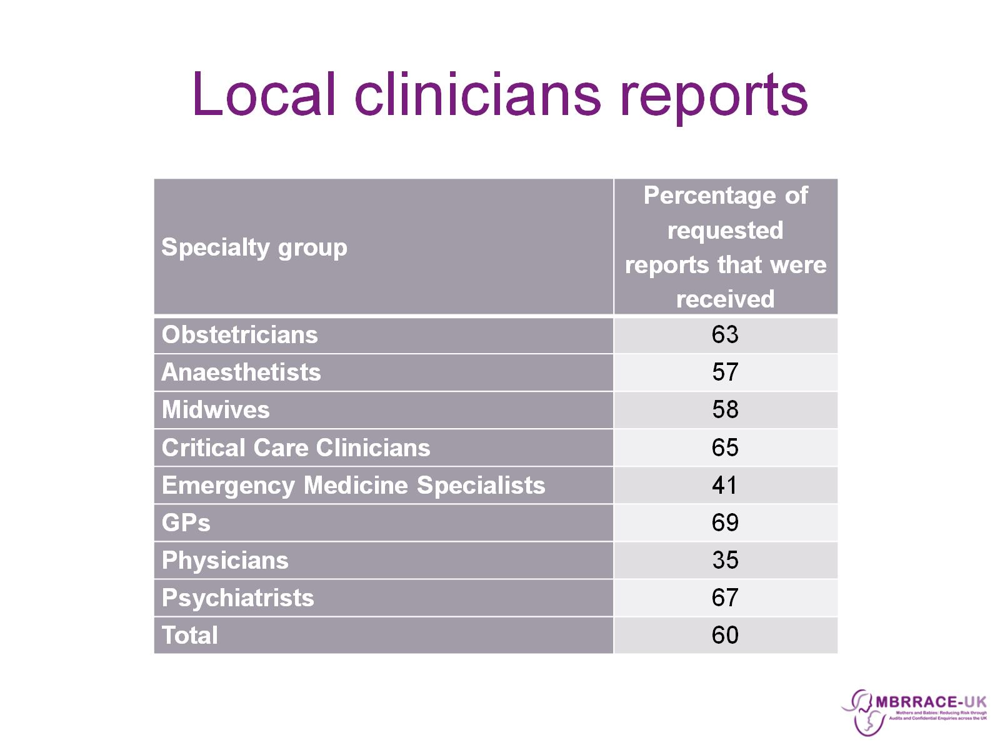 Local clinicians reports
Specialty group
Percentage of
requested
reports that were
received
Obstetricians 63
Anaesthetists 57
Midwives 58
Critical Care Clinicians 65
Emergency Medicine Specialists 41
GPs 69
Physicians 35
Psychiatrists 67
Total 60
MBRRACE-UK
Mothers and Babies: Reducing Risk through
Audits and Confidential Enquiries across the UK